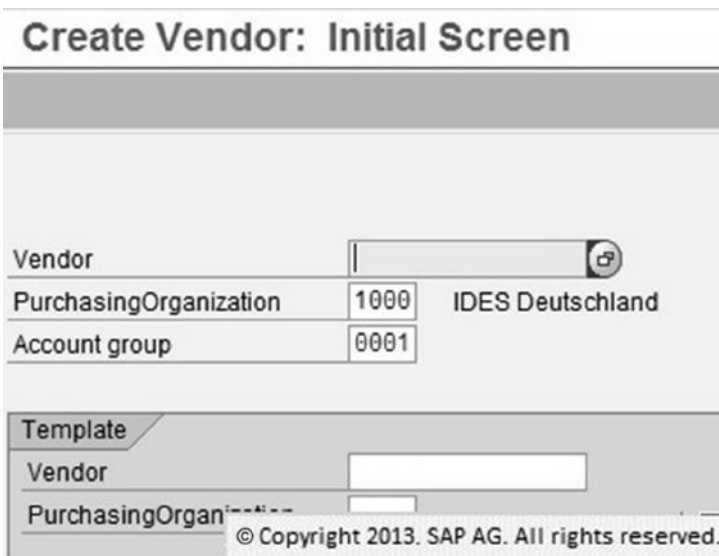 Create Vendor: Initial Screen
Vendor
PurchasingOrganization 1000 IDES Deutschland
Account group 0001
Template
Vendor
PurchasingOrganization
© Copyright 2013. SAP AG. All rights reserved.